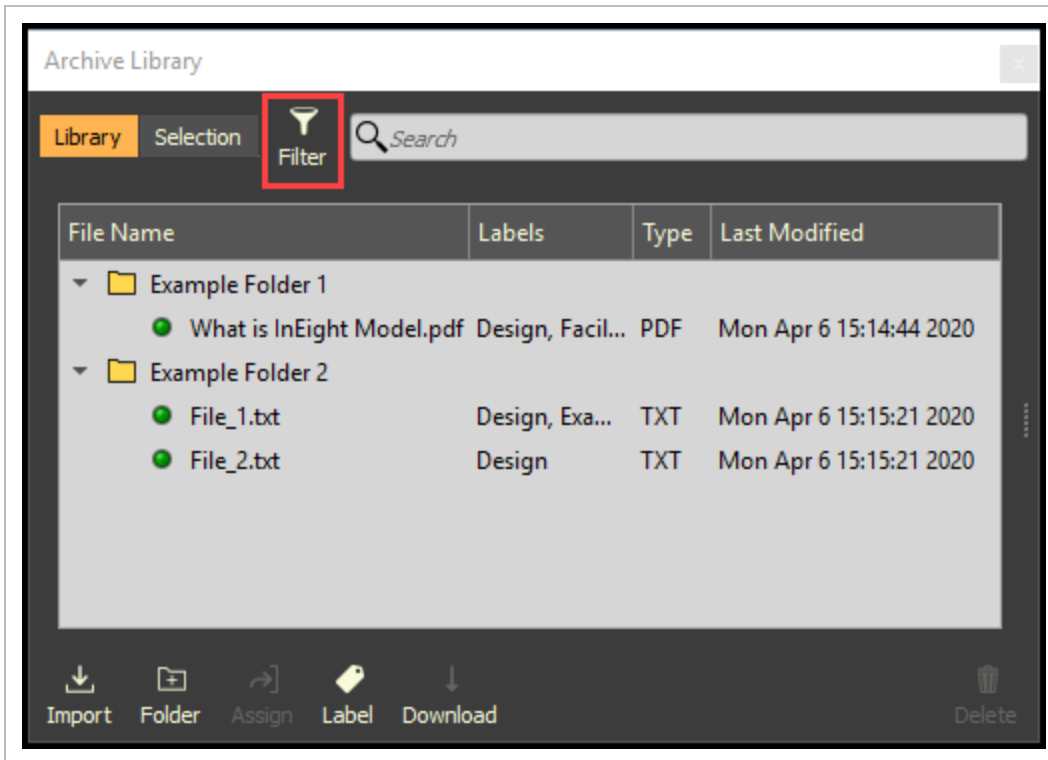 Archive Library
x
Library Selection Filter Search
File Name Labels Type Last Modified
Example Folder 1
What is InEight Model.pdf Design, Facil... PDF Mon Apr 6 15:14:44 2020
Example Folder 2
File_1.txt Design, Exa... TXT Mon Apr 6 15:15:21 2020
File_2.txt Design TXT Mon Apr 6 15:15:21 2020
Import Folder Assign Label Download Delete